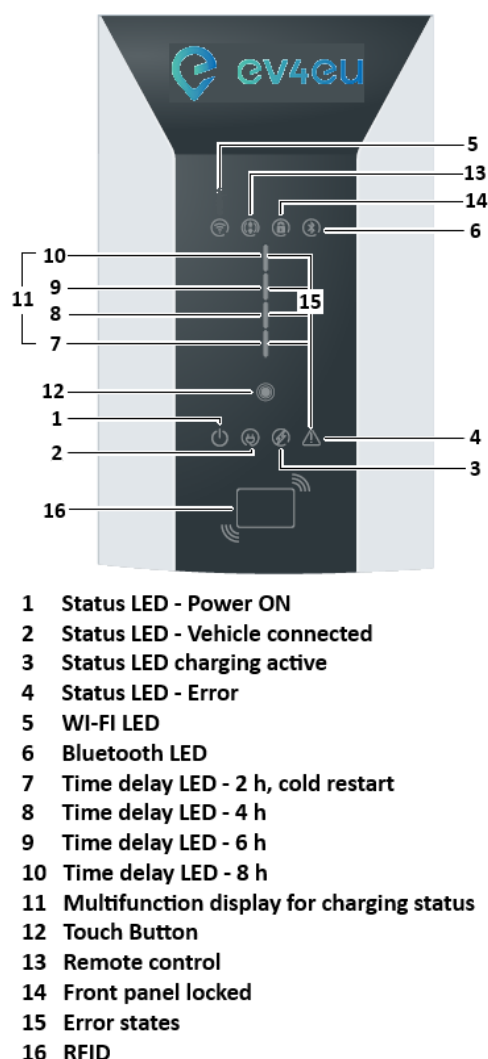 ev4eu
5
13
14
6
10
9
11
15
8
7
12
1
2
4
3
16
1 Status LED - Power ON
2 Status LED - Vehicle connected
3 Status LED charging active
4 Status LED - Error
5 WI-FI LED
6 Bluetooth LED
7 Time delay LED - 2 h, cold restart
8 Time delay LED - 4 h
9 Time delay LED - 6 h
10 Time delay LED - 8 h
11 Multifunction display for charging status
12 Touch Button
13 Remote control
14 Front panel locked
15 Error states
16 RFID